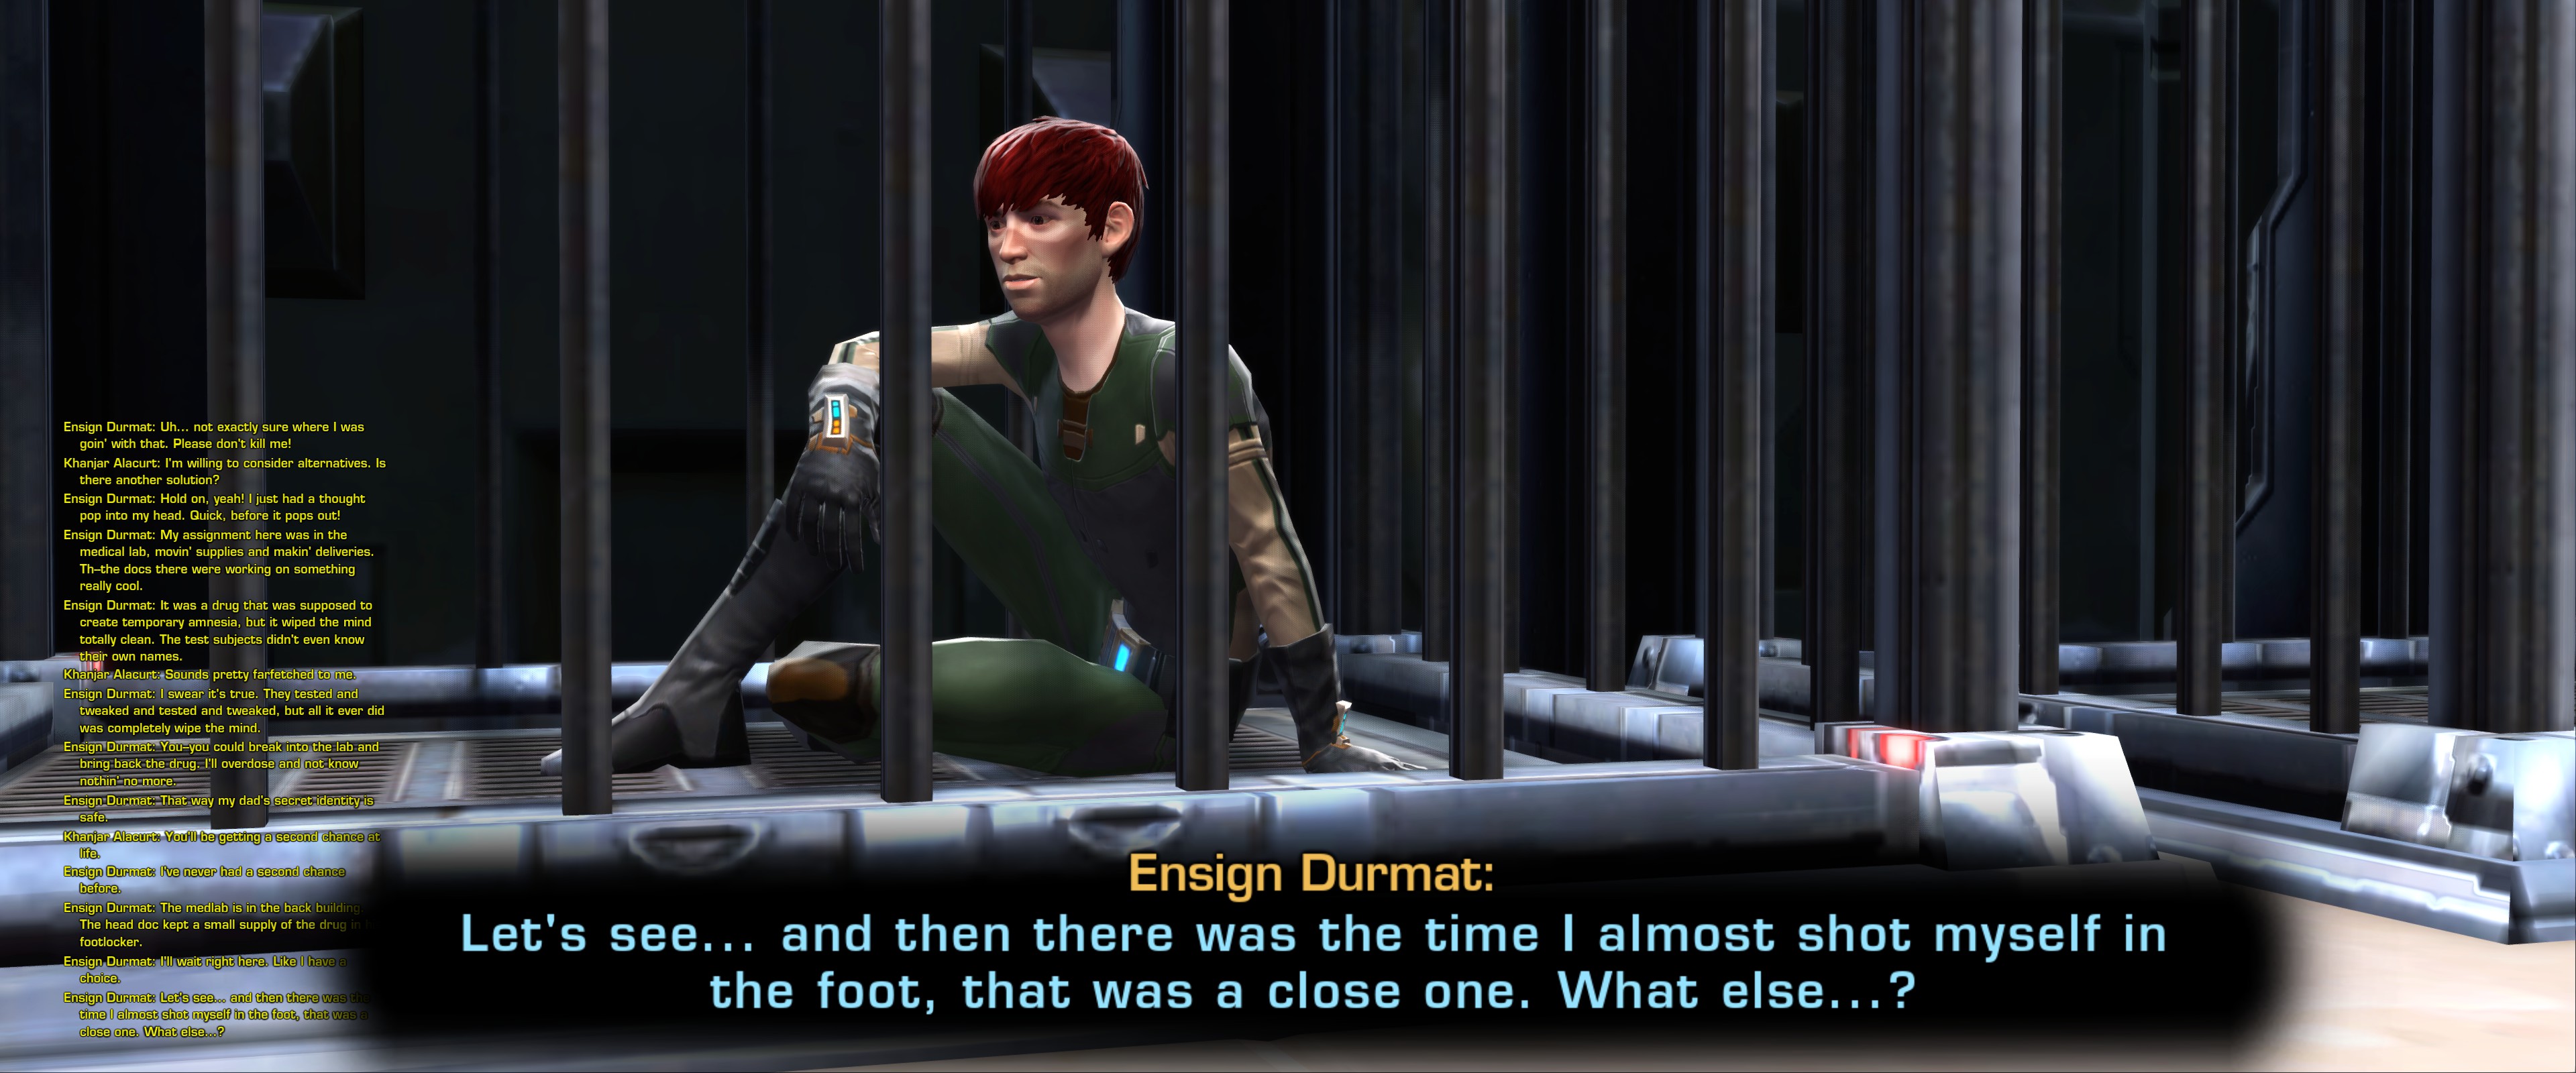 Ensign Durmat: Uh... not exactly sure where I was
goin' with that. Please don't kill me!
Khanjar Alacurt: I'm willing to consider alternatives. Is
there another solution?
Ensign Durmat: Hold on, yeah! I just had a thought
pop into my head. Quick, before it pops out!
Ensign Durmat: My assignment here was in the
medical lab, movin' supplies and makin' deliveries.
Th–the docs there were working on something
really cool.
Ensign Durmat: It was a drug that was supposed to
create temporary amnesia, but it wiped the mind
totally clean. The test subjects didn't even know
their own names.
Khanjar Alacurt: Sounds pretty farfetched to me.
Ensign Durmat: I swear it's true. They tested and
tweaked and tested and tweaked, but all it ever did
was completely wipe the mind.
Ensign Durmat: You–you could break into the lab and
bring back the drug. I'll overdose and not know
nothin' no more.
Ensign Durmat: That way my dad's secret identity is
safe.
Khanjar Alacurt: You'll be getting a second chance at
life.
Ensign Durmat: I've never had a second chance
before.
Ensign Durmat: The medlab is in the back building.
The head doc kept a small supply of the drug in
footlocker.
Ensign Durmat: I'll wait right here. Like I have a
choice.
Ensign Durmat: Let's see... and then there was the
time I almost shot myself in the foot, that was a
close one. What else...?
Ensign Durmat:
Let's see... and then there was the time I almost shot myself in
the foot, that was a close one. What else...?